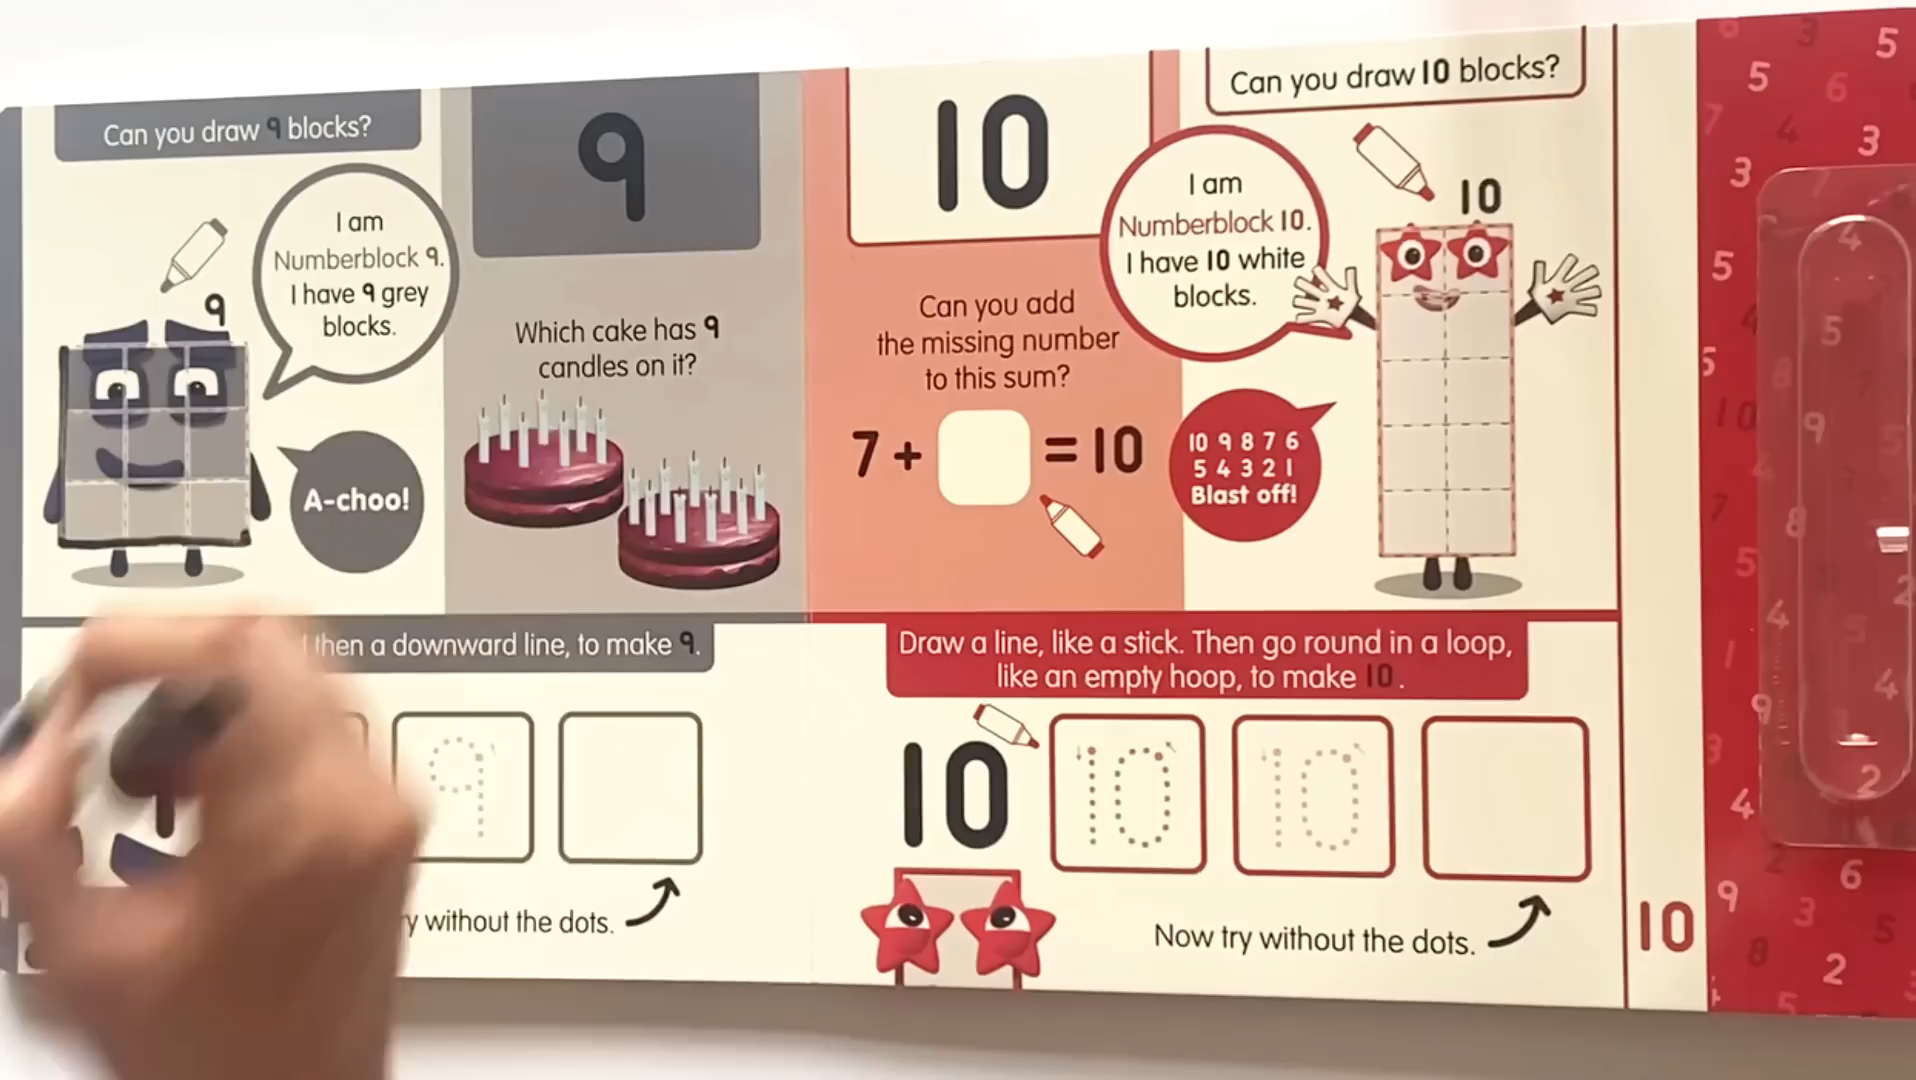 Can you draw 9 blocks?
I am
Numberblock 9.
I have 9 grey
blocks.
9
A-choo!
9
Which cake has 9
candles on it?
10
Can you add
the missing number
to this sum?
7 + = 10
Can you draw 10 blocks?
I am
Numberblock 10.
I have 10 white
blocks.
10
10 9 8 7 6
5 4 3 2 1
Blast off!
then a downward line, to make 9.
9
y without the dots.
Draw a line, like a stick. Then go round in a loop,
like an empty hoop, to make 10.
10
10
10
Now try without the dots.
10